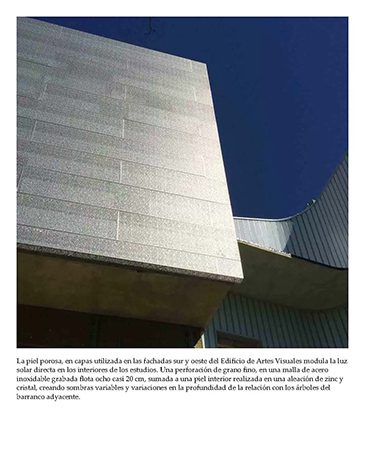 La piel porosa, en capas utilizada en las fachadas sur y oeste del Edificio de Artes Visuales modula la luz
solar directa en los interiores de los estudios. Una perforación de grano fino, en una malla de acero
inoxidable grabada flota ocho casi 20 cm, sumada a una piel interior realizada en una aleación de zinc y
cristal, creando sombras variables y variaciones en la profundidad de la relación con los árboles del
barranco adyacente.